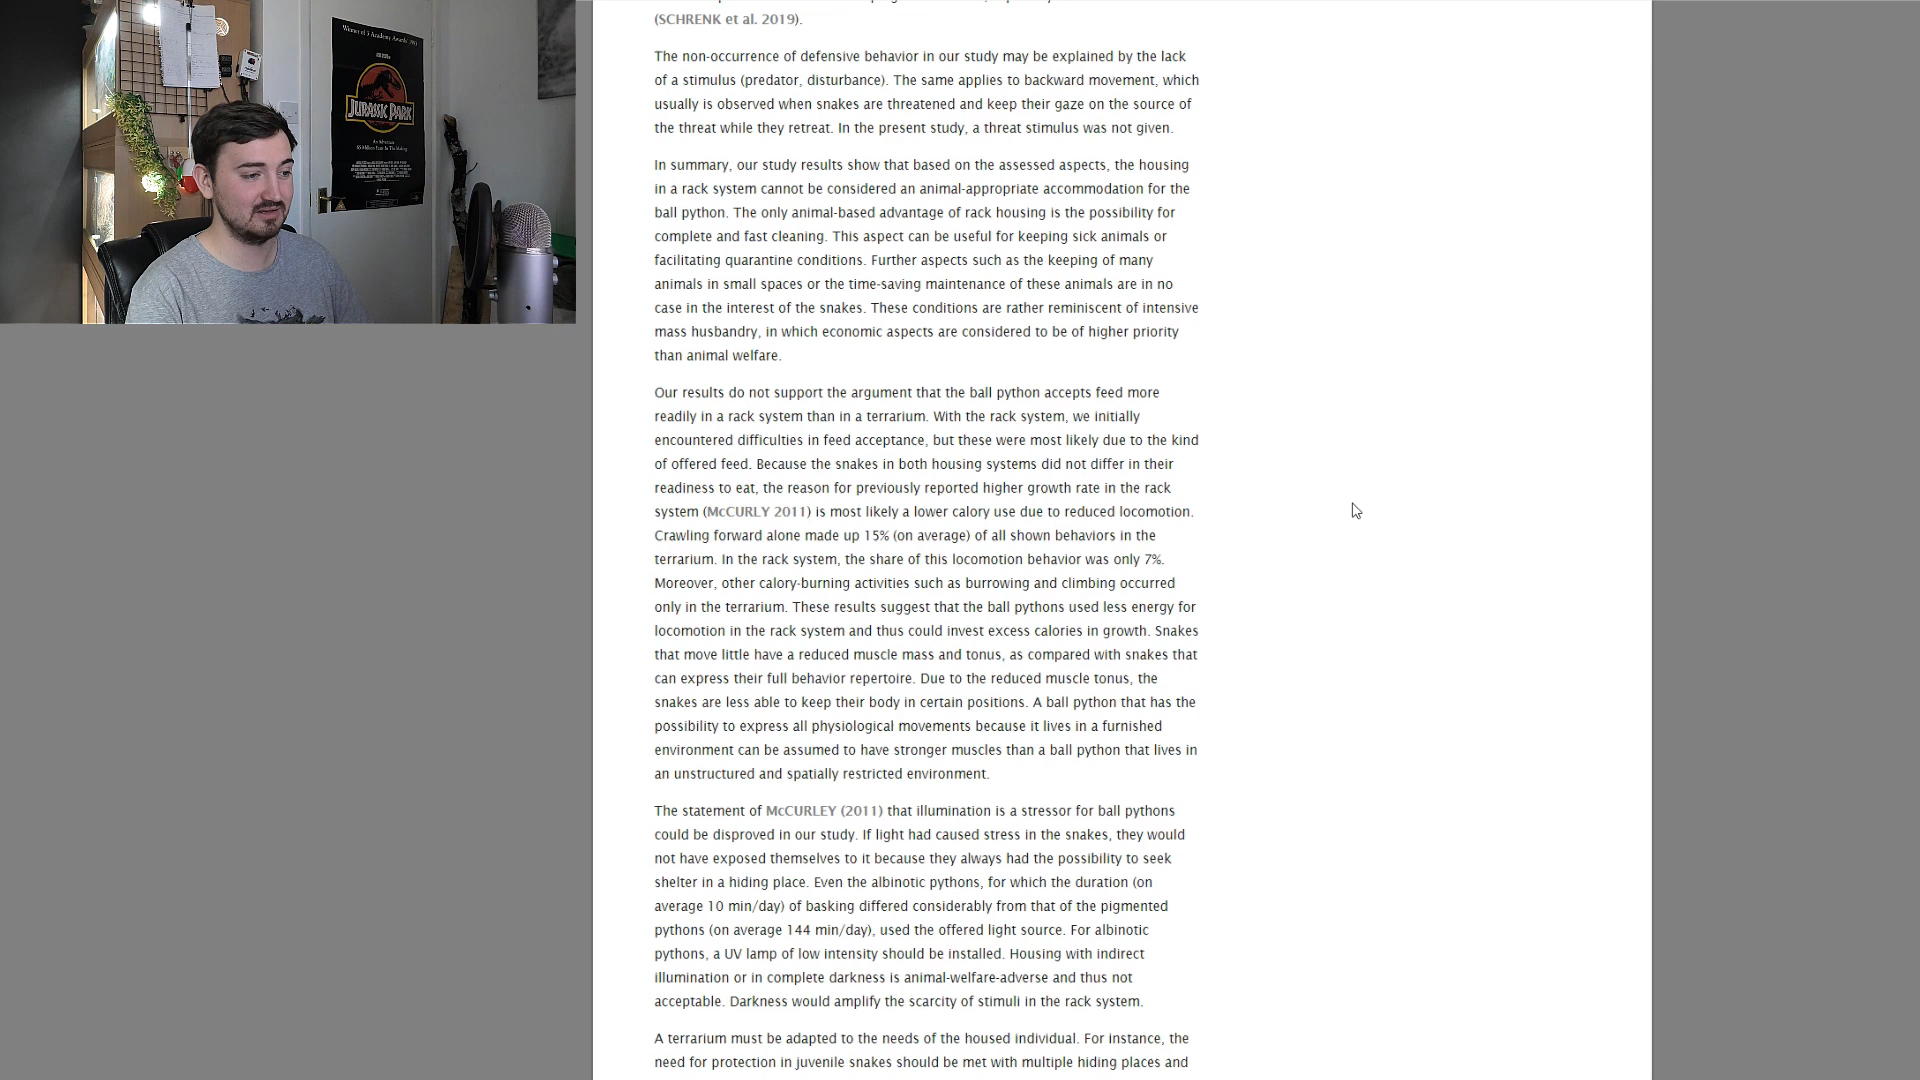 Winner of 3 Academy Awards 1993
JURASSIC PARK
An Adventure
65 Million Years In The Making
(SCHRENK et al. 2019).
The non-occurrence of defensive behavior in our study may be explained by the lack
of a stimulus (predator, disturbance). The same applies to backward movement, which
usually is observed when snakes are threatened and keep their gaze on the source of
the threat while they retreat. In the present study, a threat stimulus was not given.
In summary, our study results show that based on the assessed aspects, the housing
in a rack system cannot be considered an animal-appropriate accommodation for the
ball python. The only animal-based advantage of rack housing is the possibility for
complete and fast cleaning. This aspect can be useful for keeping sick animals or
facilitating quarantine conditions. Further aspects such as the keeping of many
animals in small spaces or the time-saving maintenance of these animals are in no
case in the interest of the snakes. These conditions are rather reminiscent of intensive
mass husbandry, in which economic aspects are considered to be of higher priority
than animal welfare.
Our results do not support the argument that the ball python accepts feed more
readily in a rack system than in a terrarium. With the rack system, we initially
encountered difficulties in feed acceptance, but these were most likely due to the kind
of offered feed. Because the snakes in both housing systems did not differ in their
readiness to eat, the reason for previously reported higher growth rate in the rack
system (McCURLY 2011) is most likely a lower calory use due to reduced locomotion.
Crawling forward alone made up 15% (on average) of all shown behaviors in the
terrarium. In the rack system, the share of this locomotion behavior was only 7%.
Moreover, other calory-burning activities such as burrowing and climbing occurred
only in the terrarium. These results suggest that the ball pythons used less energy for
locomotion in the rack system and thus could invest excess calories in growth. Snakes
that move little have a reduced muscle mass and tonus, as compared with snakes that
can express their full behavior repertoire. Due to the reduced muscle tonus, the
snakes are less able to keep their body in certain positions. A ball python that has the
possibility to express all physiological movements because it lives in a furnished
environment can be assumed to have stronger muscles than a ball python that lives in
an unstructured and spatially restricted environment.
The statement of McCURLEY (2011) that illumination is a stressor for ball pythons
could be disproved in our study. If light had caused stress in the snakes, they would
not have exposed themselves to it because they always had the possibility to seek
shelter in a hiding place. Even the albinotic pythons, for which the duration (on
average 10 min/day) of basking differed considerably from that of the pigmented
pythons (on average 144 min/day), used the offered light source. For albinotic
pythons, a UV lamp of low intensity should be installed. Housing with indirect
illumination or in complete darkness is animal-welfare-adverse and thus not
acceptable. Darkness would amplify the scarcity of stimuli in the rack system.
A terrarium must be adapted to the needs of the housed individual. For instance, the
need for protection in juvenile snakes should be met with multiple hiding places and